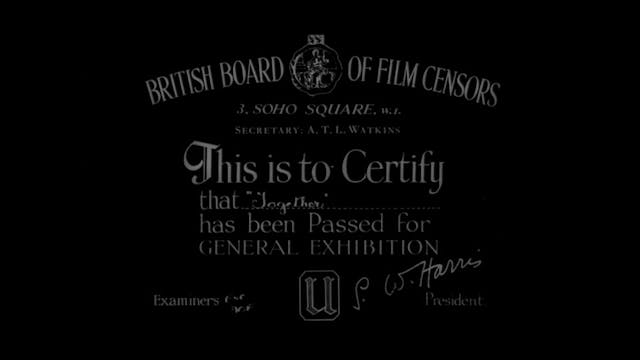 BRITISH BOARD OF FILM CENSORS
3, SOHO SQUARE, W.1.
SECRETARY: A. T. L. WATKINS
This is to Certify
that "Together"
has been Passed for
GENERAL EXHIBITION
U S. W. Harris
Examiners President